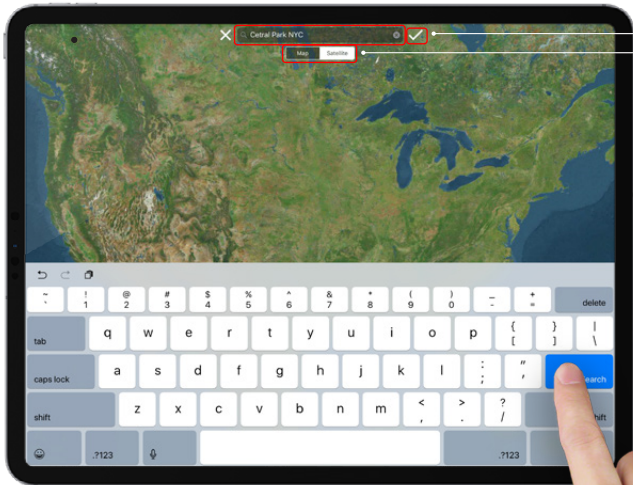 Cetral Park NYC
Map Satellite
~ ! @ # $ % ^ & * ( ) _ +
` 1 2 3 4 5 6 7 8 9 0 - = delete
tab q w e r t y u i o p { [ } ] | \
caps lock a s d f g h j k l : ; " ' earch
shift z x c v b n m < , > . ? / hift
.?123 .?123